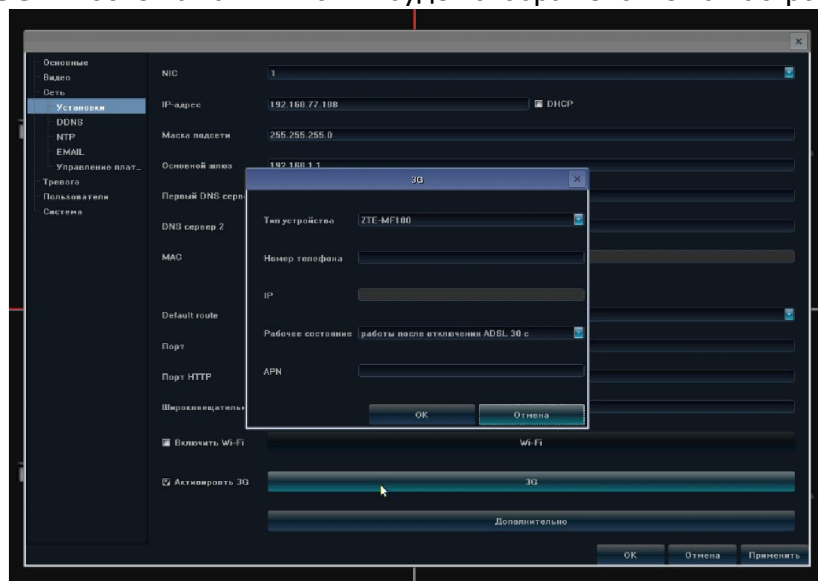 Основные
Видео
Сеть
Установки
DDNS
NTP
EMAIL
Управление плат_
Тревога
Пользователи
Система
NIC 1
IP-адрес 192.168.77.188 DHCP
Маска подсети 255.255.255.0
Основной шлюз 192.168.1.1
Первый DNS серв
DNS сервер 2
MAC
Default route
Порт
Порт HTTP
Широковещательн
Включить Wi-Fi Wi-Fi
Активировать 3G 3G
Дополнительно
OK Отмена Применить
3G
Тип устройство ZTE-MF100
Номер телефона
IP
Рабочее состояние работы после отключения ADSL 30 с
APN
OK Отмена